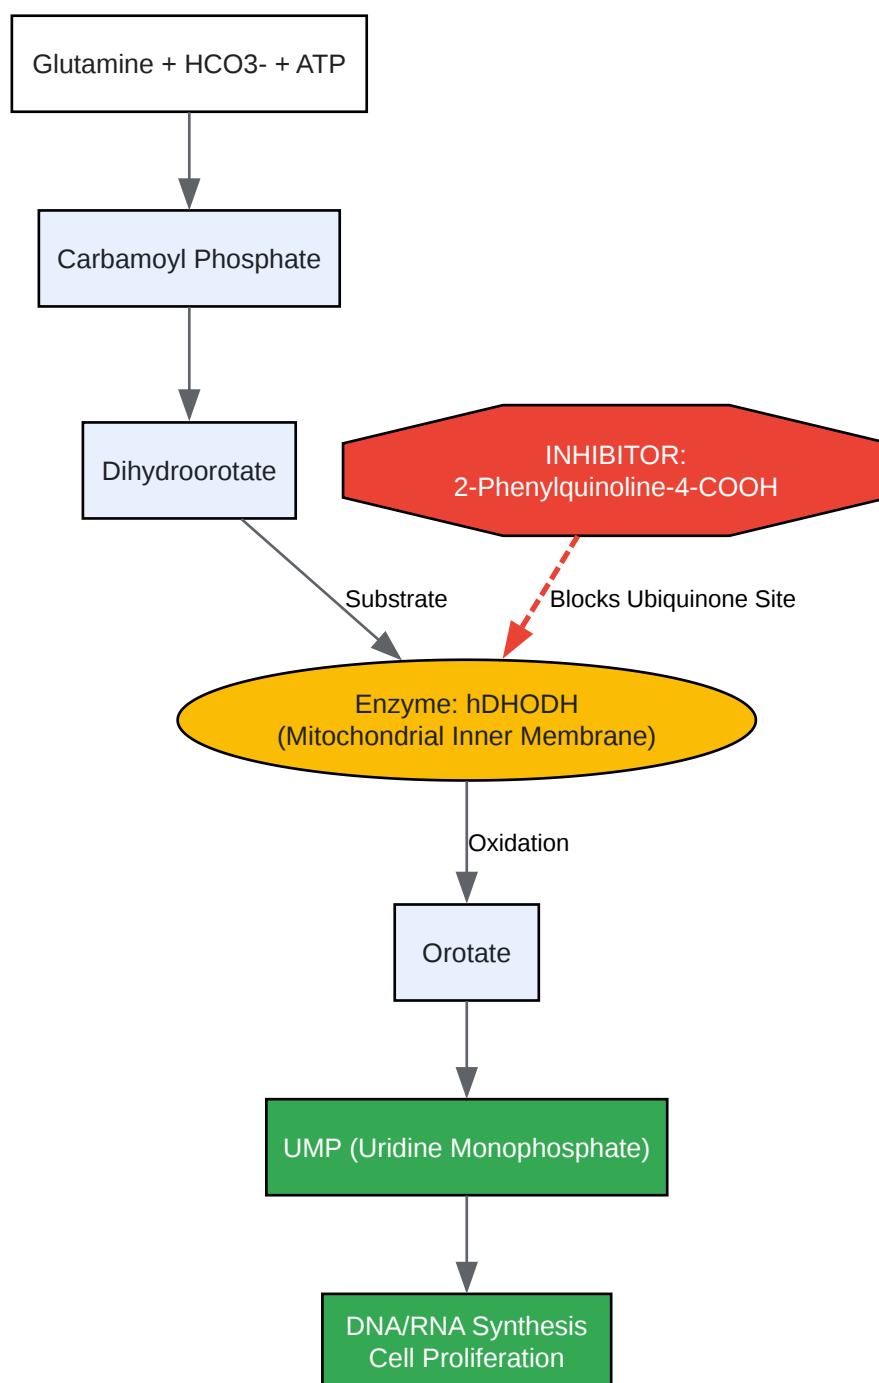 Glutamine + HCO3- + ATP
Carbamoyl Phosphate
Dihydroorotate
INHIBITOR:
2-Phenylquinoline-4-COOH
Substrate
Blocks Ubiquinone Site
Enzyme: hDHODH
(Mitochondrial Inner Membrane)
Oxidation
Orotate
UMP (Uridine Monophosphate)
DNA/RNA Synthesis
Cell Proliferation